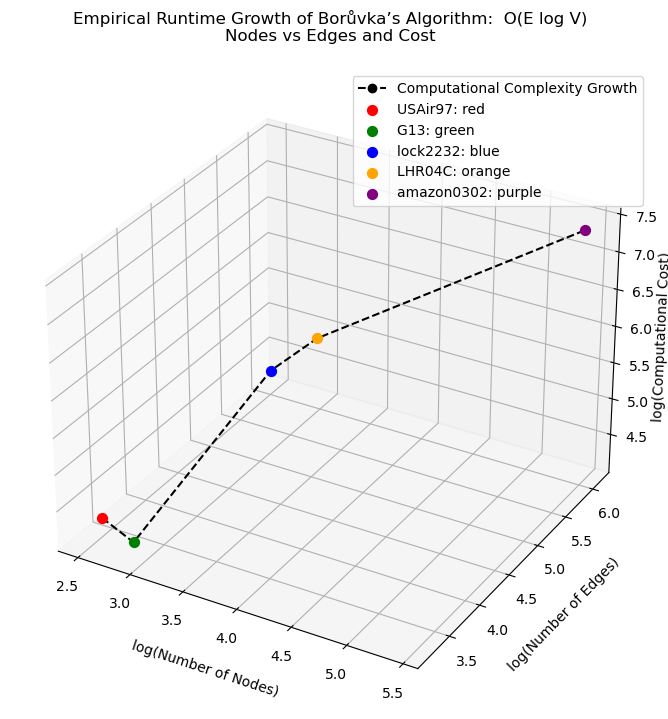 Empirical Runtime Growth of Borůvka’s Algorithm:  O(E log V)
Nodes vs Edges and Cost
Computational Complexity Growth
USAir97: red
G13: green
lock2232: blue
LHR04C: orange
amazon0302: purple
7.5
7.0
6.5
6.0
5.5
5.0
4.5
log(Computational Cost)
6.0
5.5
5.0
4.5
4.0
3.5
log(Number of Edges)
2.5
3.0
3.5
4.0
4.5
5.0
5.5
log(Number of Nodes)